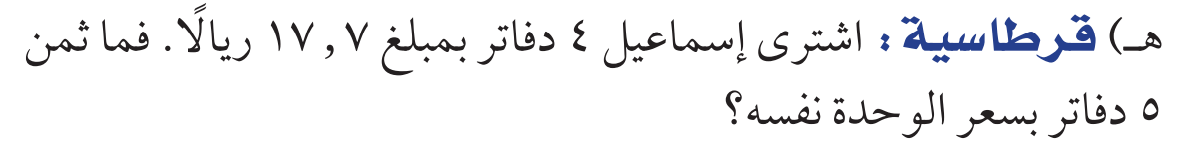 هـ) قرطاسية : اشترى إسماعيل ٤ دفاتر بمبلغ ١٧,٧ ريالًا. فما ثمن
٥ دفاتر بسعر الوحدة نفسه؟